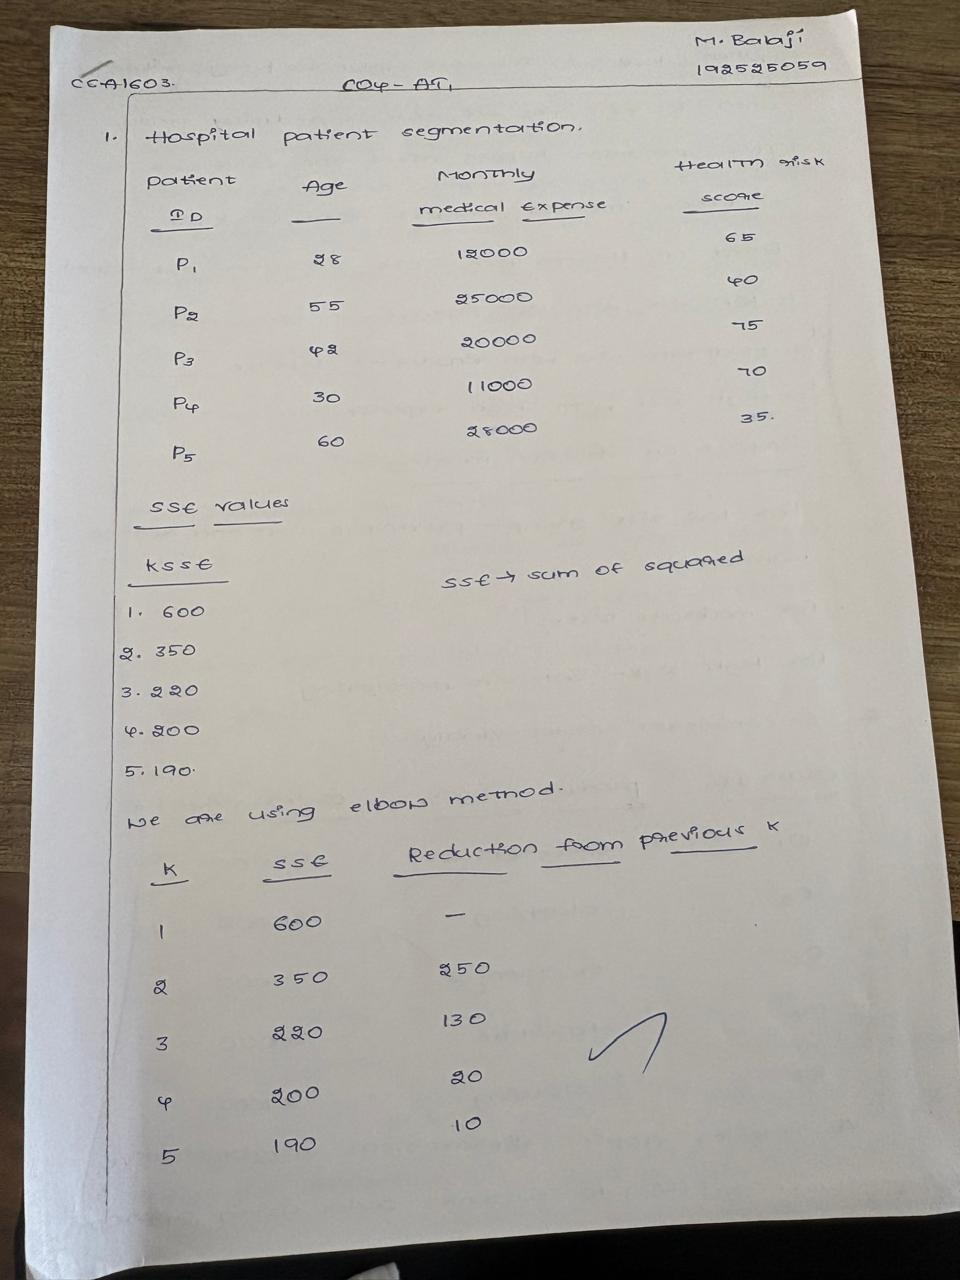 M. Balaji
192525059
CCA1603.
CO4-AT1
1. Hospital patient segmentation.
Patient ID Age Monthly medical Expense Health risk score
P1 28 12000 65
P2 55 25000 40
P3 42 20000 75
P4 30 11000 70
P5 60 28000 35.
SSE values
K SSE
SSE → sum of squared
1. 600
2. 350
3. 220
4. 200
5. 190.
We are using elbow method.
K SSE Reduction from previous K
1 600 —
2 350 250
3 220 130
4 200 20
5 190 10